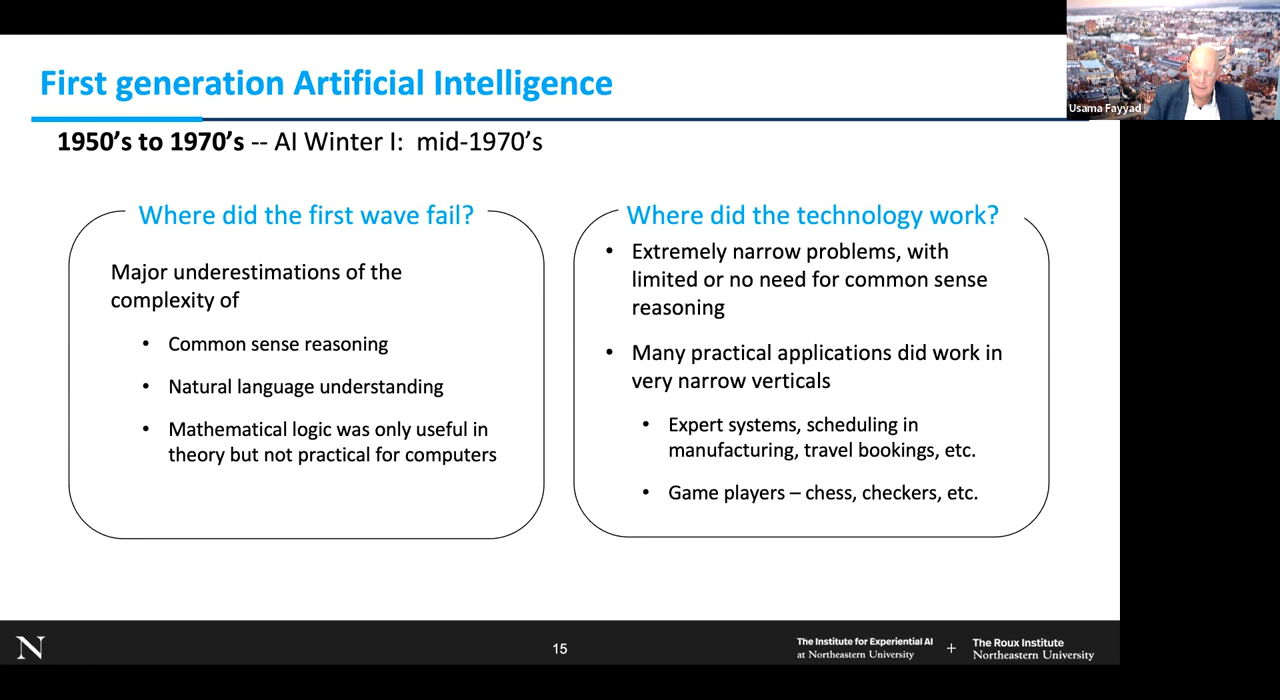 First generation Artificial Intelligence
Usama Fayyad
1950's to 1970's -- AI Winter I: mid-1970's
Where did the first wave fail?
Major underestimations of the
complexity of
• Common sense reasoning
• Natural language understanding
• Mathematical logic was only useful in
theory but not practical for computers
Where did the technology work?
• Extremely narrow problems, with
limited or no need for common sense
reasoning
• Many practical applications did work in
very narrow verticals
• Expert systems, scheduling in
manufacturing, travel bookings, etc.
• Game players – chess, checkers, etc.
N
15
The Institute for Experiential AI
at Northeastern University
+
The Roux Institute
Northeastern University